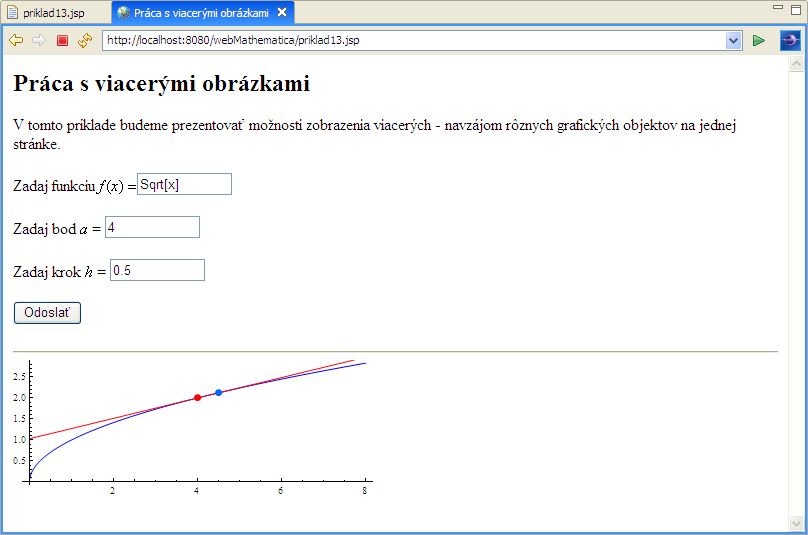 priklad13.jsp
Práca s viacerými obrázkami
http://localhost:8080/webMathematica/priklad13.jsp
Práca s viacerými obrázkami
V tomto priklade budeme prezentovať možnosti zobrazenia viacerých - navzájom rôznych grafických objektov na jednej
stránke.
Zadaj funkciu f(x) = Sqrt[x]
Zadaj bod a = 4
Zadaj krok h = 0.5
Odoslať
2.5
2.0
1.5
1.0
0.5
2 4 6 8